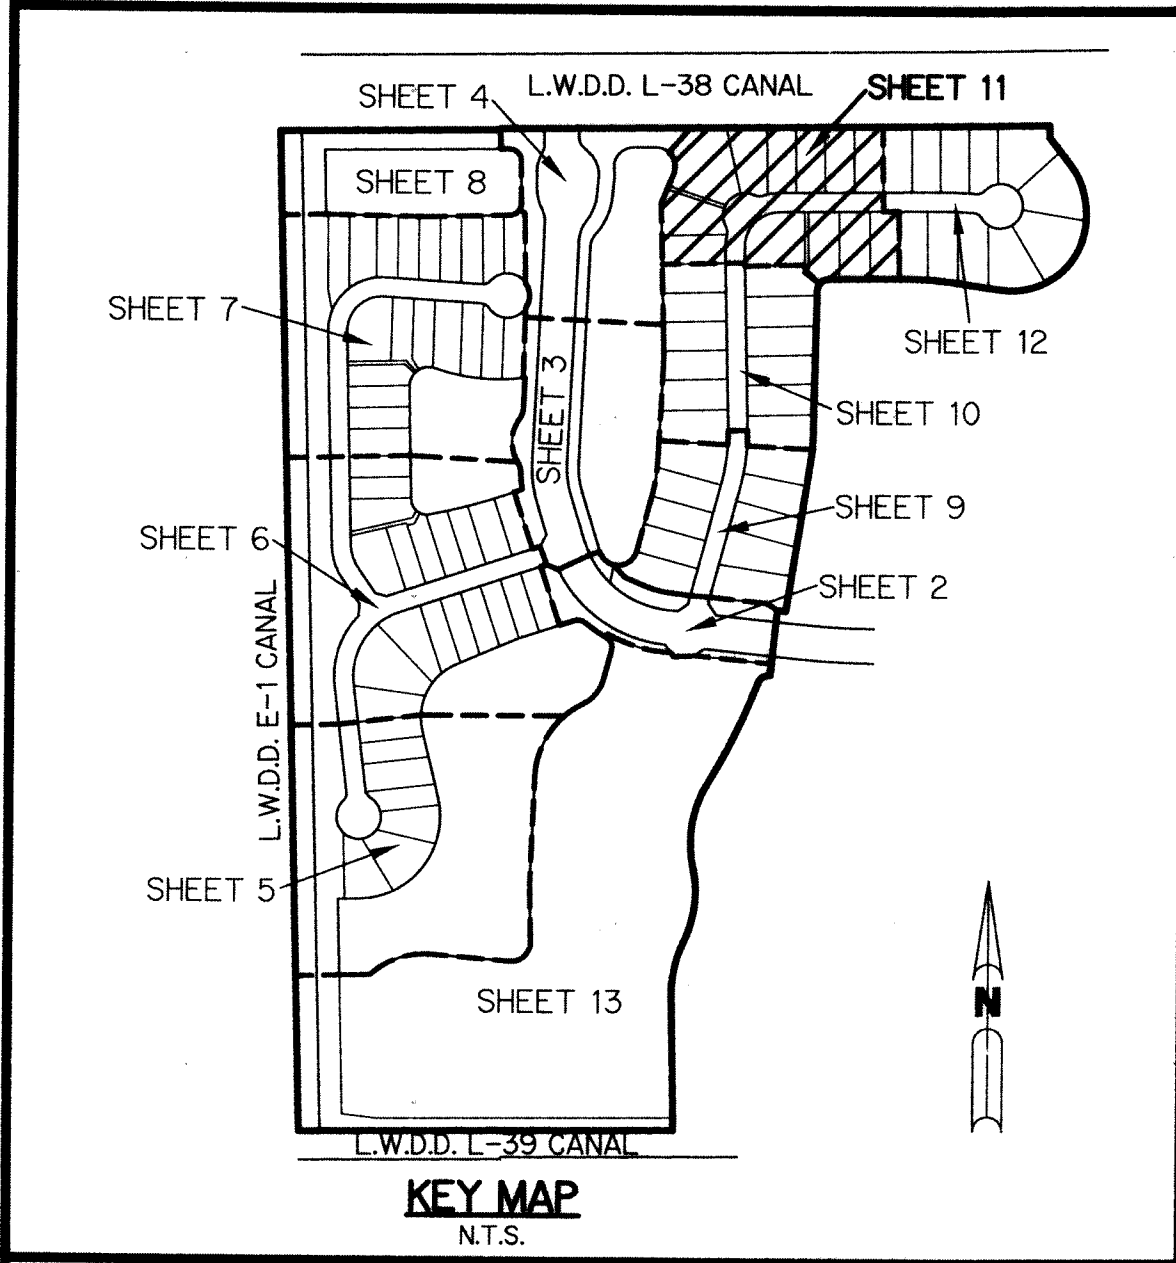 L.W.D.D. L-38 CANAL
SHEET 11
SHEET 4
SHEET 8
SHEET 7
SHEET 3
SHEET 12
SHEET 10
SHEET 9
SHEET 6
SHEET 2
L.W.D.D. E-1 CANAL
SHEET 5
SHEET 13
N
L.W.D.D. L-39 CANAL
KEY MAP
N.T.S.